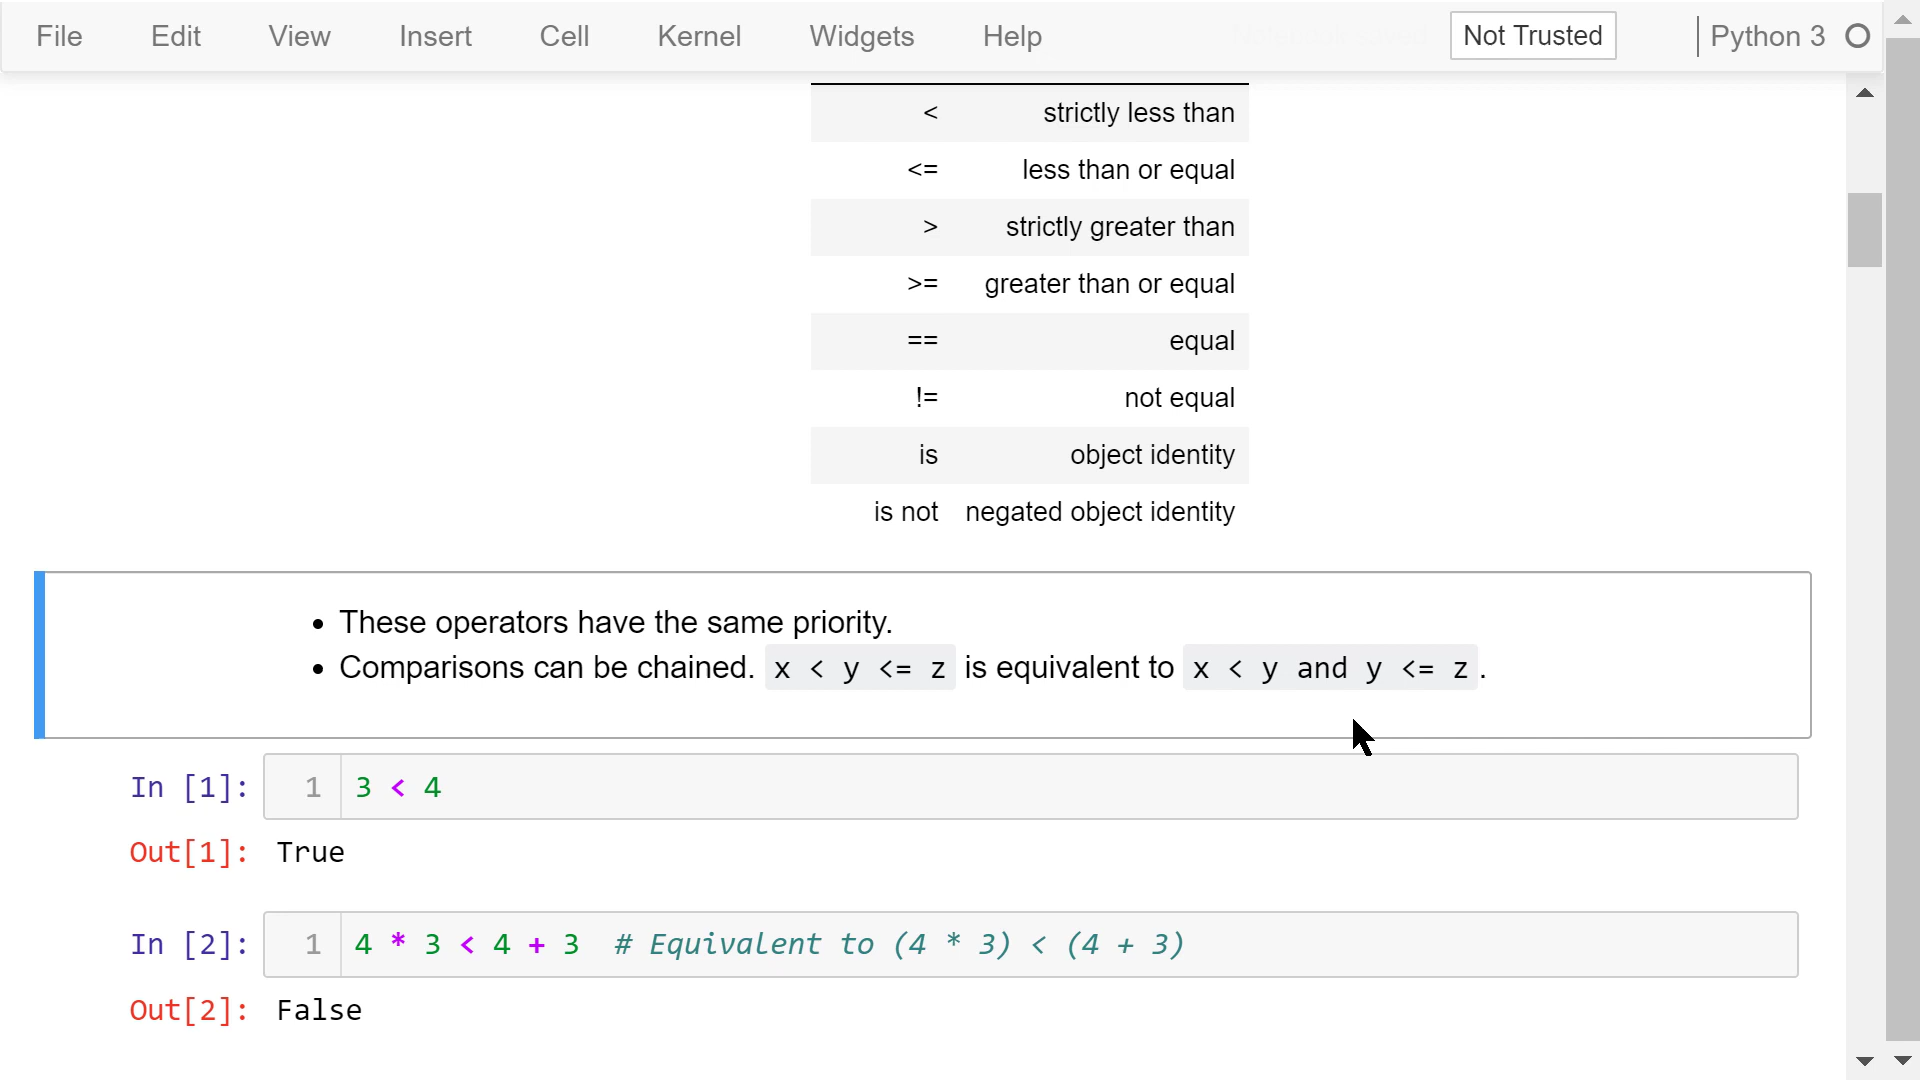 File Edit View Insert Cell Kernel Widgets Help Not Trusted Python 3
< strictly less than
<= less than or equal
> strictly greater than
>= greater than or equal
== equal
!= not equal
is object identity
is not negated object identity
• These operators have the same priority.
• Comparisons can be chained. x < y <= z is equivalent to x < y and y <= z.
In [1]: 1 3 < 4
Out[1]: True
In [2]: 1 4 * 3 < 4 + 3 # Equivalent to (4 * 3) < (4 + 3)
Out[2]: False